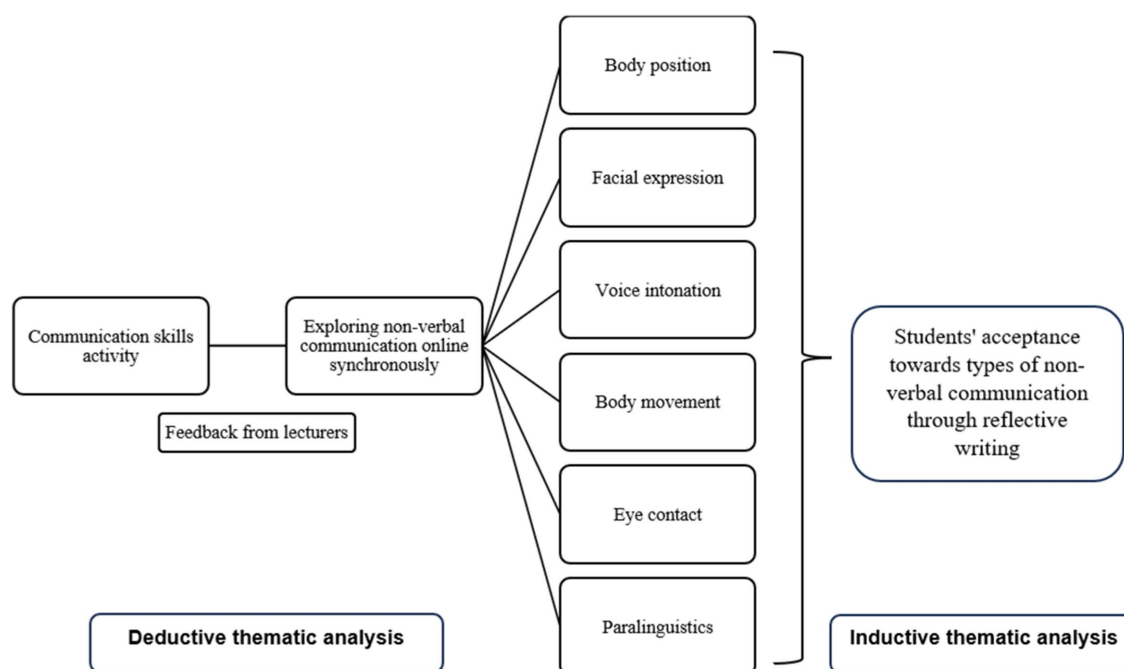 Communication skills
activity
Feedback from lecturers
Exploring non-verbal
communication online
synchronously
Body position
Facial expression
Voice intonation
Body movement
Eye contact
Paralinguistics
Students' acceptance
towards types of non-
verbal communication
through reflective
writing
Deductive thematic analysis
Inductive thematic analysis